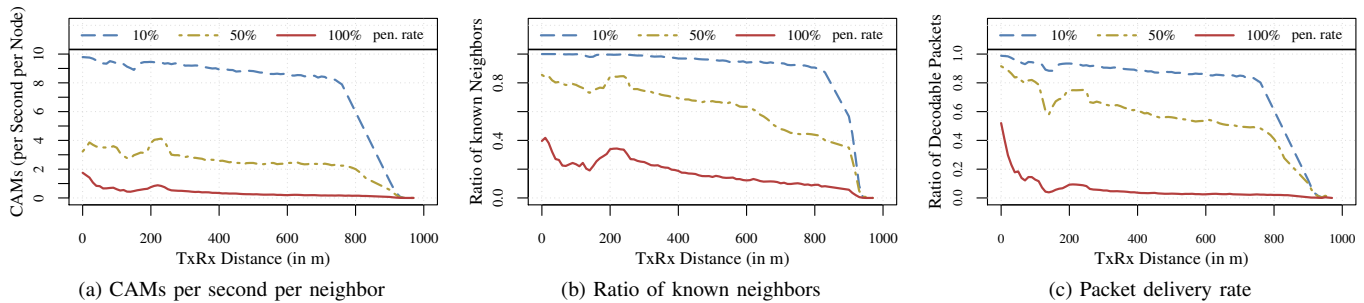 10% 50% 100% pen. rate
CAMs (per Second per Node)
0 2 4 6 8 10
0 200 400 600 800 1000
TxRx Distance (in m)
(a) CAMs per second per neighbor
10% 50% 100% pen. rate
Ratio of known Neighbors
0.0 0.4 0.8
0 200 400 600 800 1000
TxRx Distance (in m)
(b) Ratio of known neighbors
10% 50% 100% pen. rate
Ratio of Decodable Packets
0.0 0.2 0.4 0.6 0.8 1.0
0 200 400 600 800 1000
TxRx Distance (in m)
(c) Packet delivery rate